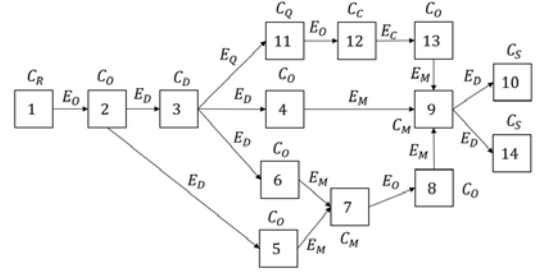 C_Q C_C C_O
11 E_O 12 E_C 13
C_S
E_Q E_M E_D 10
C_R C_O C_D C_O
1 E_O 2 E_D 3 E_D 4 E_M 9
C_M C_S
E_D E_D 14
C_O E_M
E_D 6 E_M E_O 8 C_O
7
C_O C_M
5 E_M